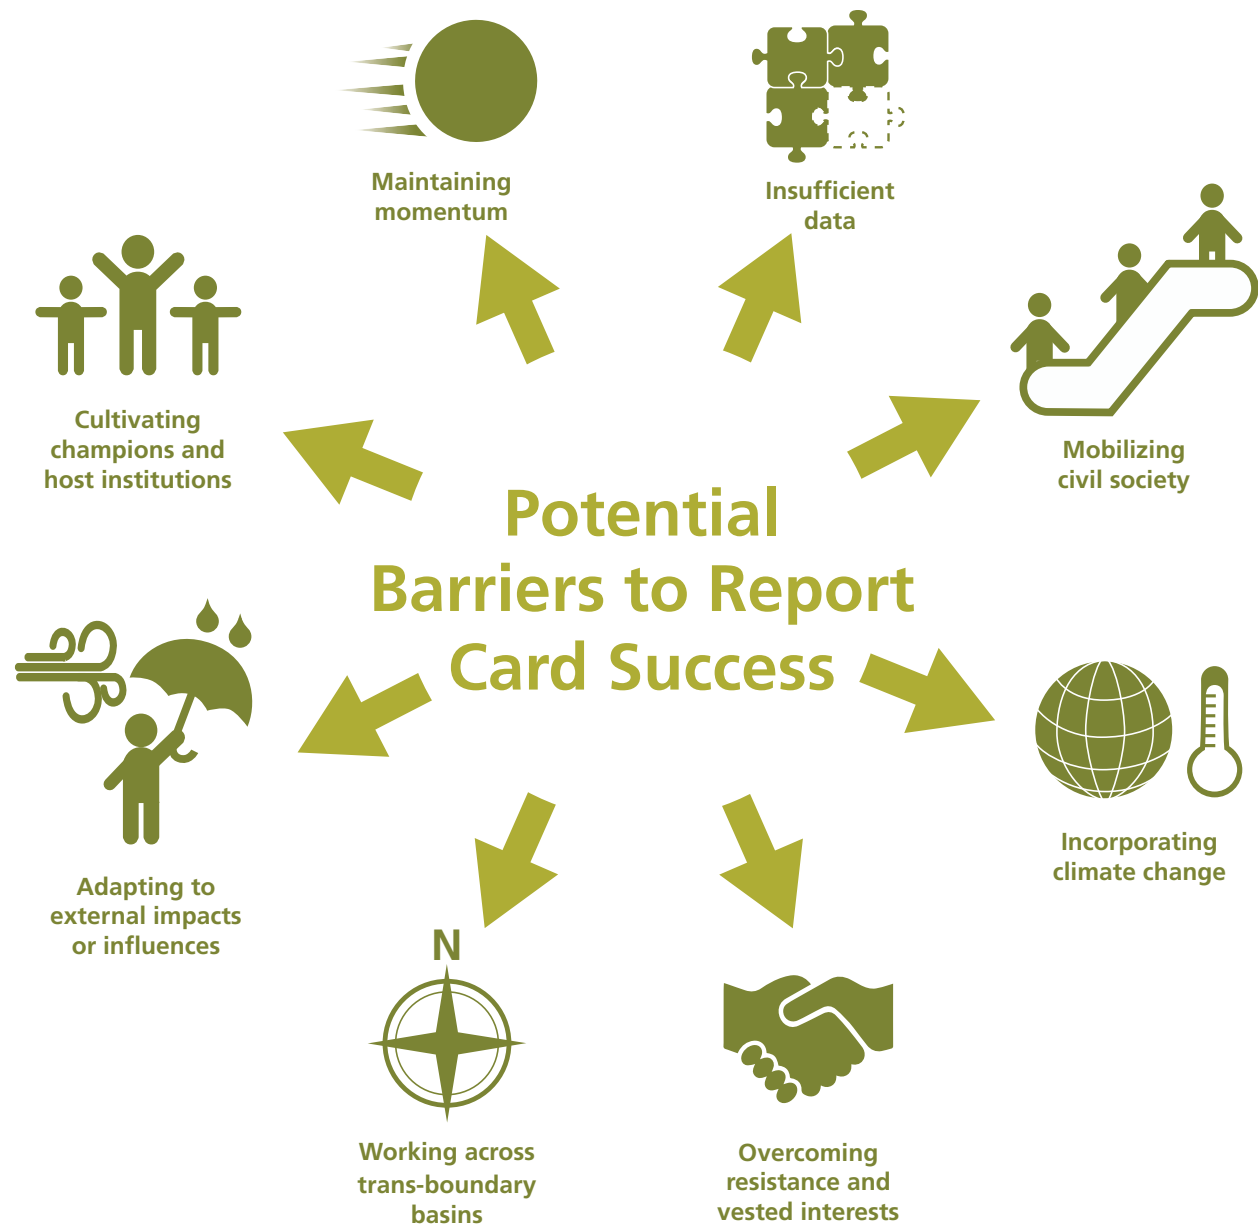 Maintaining
momentum
Insufficient
data
Cultivating
champions and
host institutions
Mobilizing
civil society
Potential
Barriers to Report
Card Success
Adapting to
external impacts
or influences
Incorporating
climate change
N
Working across
trans-boundary
basins
Overcoming
resistance and
vested interests